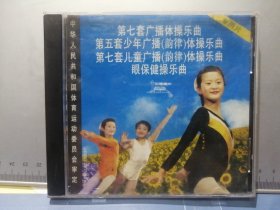 第七套广播体操乐曲
第五套少年广播(韵律)体操乐曲
第七套儿童广播(韵律)体操乐曲
眼保健操乐曲
中华人民共和国体育运动委员会审定